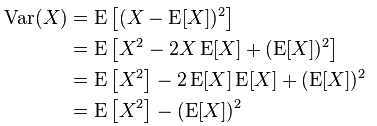 Var(X) = E [(X − E[X])²]
= E [X² − 2X E[X] + (E[X])²]
= E [X²] − 2 E[X] E[X] + (E[X])²
= E [X²] − (E[X])²